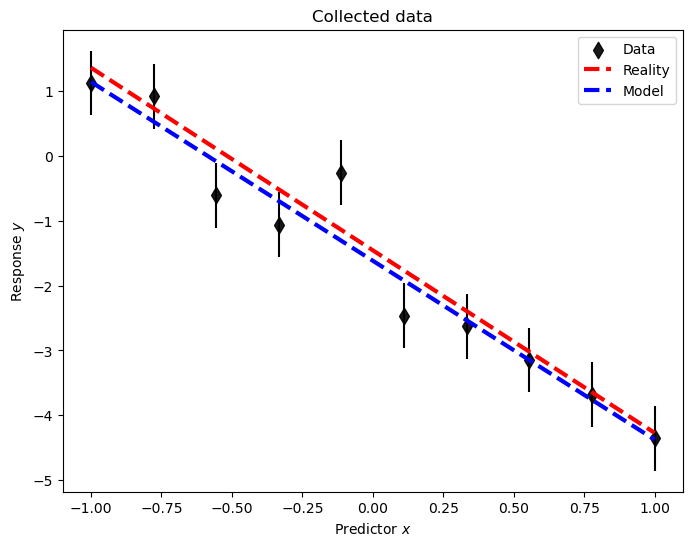 Collected data
Data
Reality
Model
Response y
1
0
−1
−2
−3
−4
−5
−1.00 −0.75 −0.50 −0.25 0.00 0.25 0.50 0.75 1.00
Predictor x